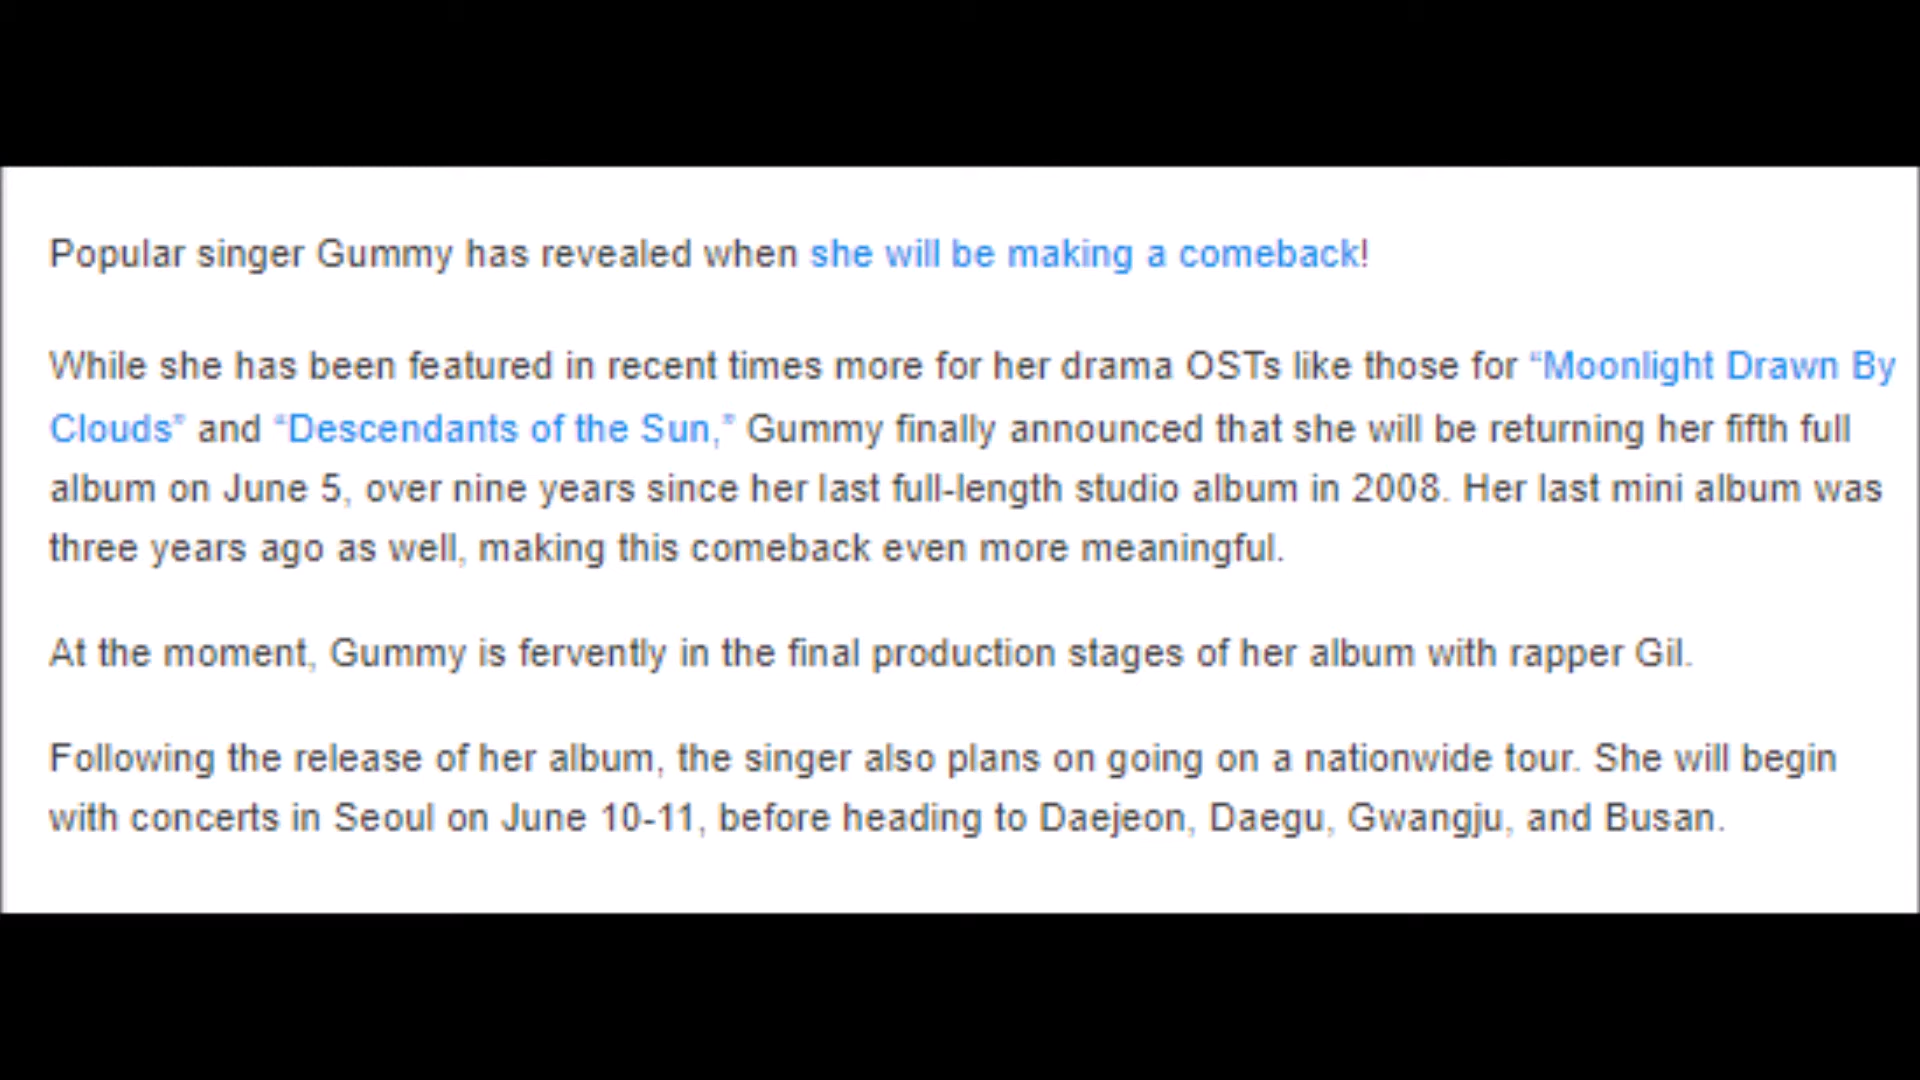 Popular singer Gummy has revealed when she will be making a comeback!
While she has been featured in recent times more for her drama OSTs like those for “Moonlight Drawn By
Clouds” and “Descendants of the Sun,” Gummy finally announced that she will be returning her fifth full
album on June 5, over nine years since her last full-length studio album in 2008. Her last mini album was
three years ago as well, making this comeback even more meaningful.
At the moment, Gummy is fervently in the final production stages of her album with rapper Gil.
Following the release of her album, the singer also plans on going on a nationwide tour. She will begin
with concerts in Seoul on June 10-11, before heading to Daejeon, Daegu, Gwangju, and Busan.